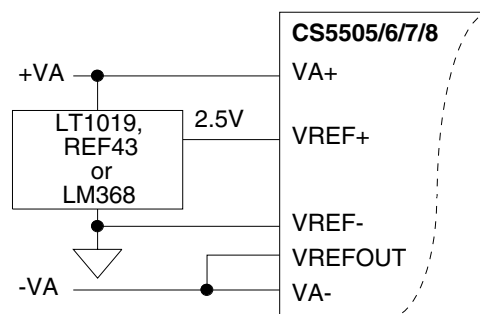 CS5505/6/7/8
+VA
VA+
LT1019,
REF43
or
LM368
2.5V
VREF+
VREF-
VREFOUT
-VA
VA-